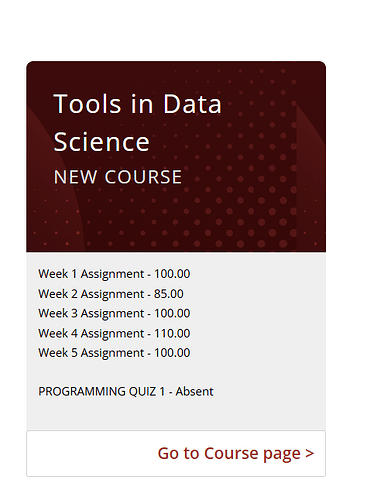 Tools in Data
Science
NEW COURSE
Week 1 Assignment - 100.00
Week 2 Assignment - 85.00
Week 3 Assignment - 100.00
Week 4 Assignment - 110.00
Week 5 Assignment - 100.00
PROGRAMMING QUIZ 1 - Absent
Go to Course page >